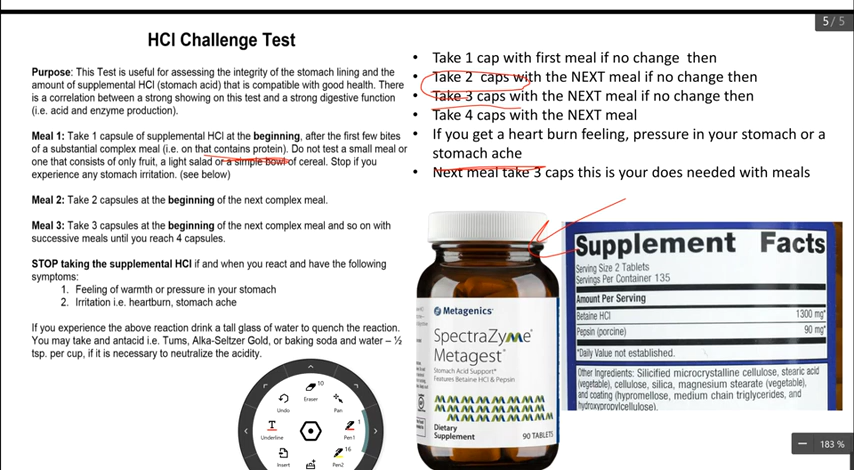 5 / 5
HCl Challenge Test
Purpose: This Test is useful for assessing the integrity of the stomach lining and the
amount of supplemental HCl (stomach acid) that is compatible with good health. There
is a correlation between a strong showing on this test and a strong digestive function
(i.e. acid and enzyme production).
Meal 1: Take 1 capsule of supplemental HCl at the beginning, after the first few bites
of a substantial complex meal (i.e. on that contains protein). Do not test a small meal or
one that consists of only fruit, a light salad or a simple bowl of cereal. Stop if you
experience any stomach irritation. (see below)
Meal 2: Take 2 capsules at the beginning of the next complex meal.
Meal 3: Take 3 capsules at the beginning of the next complex meal and so on with
successive meals until you reach 4 capsules.
STOP taking the supplemental HCl if and when you react and have the following
symptoms:
1. Feeling of warmth or pressure in your stomach
2. Irritation i.e. heartburn, stomach ache
If you experience the above reaction drink a tall glass of water to quench the reaction.
You may take and antacid i.e. Tums, Alka-Seltzer Gold, or baking soda and water – ½
tsp. per cup, if it is necessary to neutralize the acidity.
• Take 1 cap with first meal if no change then
• Take 2 caps with the NEXT meal if no change then
• Take 3 caps with the NEXT meal if no change then
• Take 4 caps with the NEXT meal
• If you get a heart burn feeling, pressure in your stomach or a
stomach ache
• Next meal take 3 caps this is your does needed with meals
Metagenics
SpectraZyme
Metagest
Stomach Acid Support*
Features Betaine HCl & Pepsin
Dietary
Supplement
90 TABLETS
Supplement Facts
Serving Size 2 Tablets
Servings Per Container 135
Amount Per Serving
Betaine HCl 1300 mg*
Pepsin (porcine) 90 mg*
*Daily Value not established.
Other Ingredients: Silicified microcrystalline cellulose, stearic acid
(vegetable), cellulose, silica, magnesium stearate (vegetable),
and coating (hypromellose, medium chain triglycerides, and
hydroxypropylcellulose).
10
Eraser
Undo
Pan
Underline
1
Pen1
Insert
16
Pen2
183 %